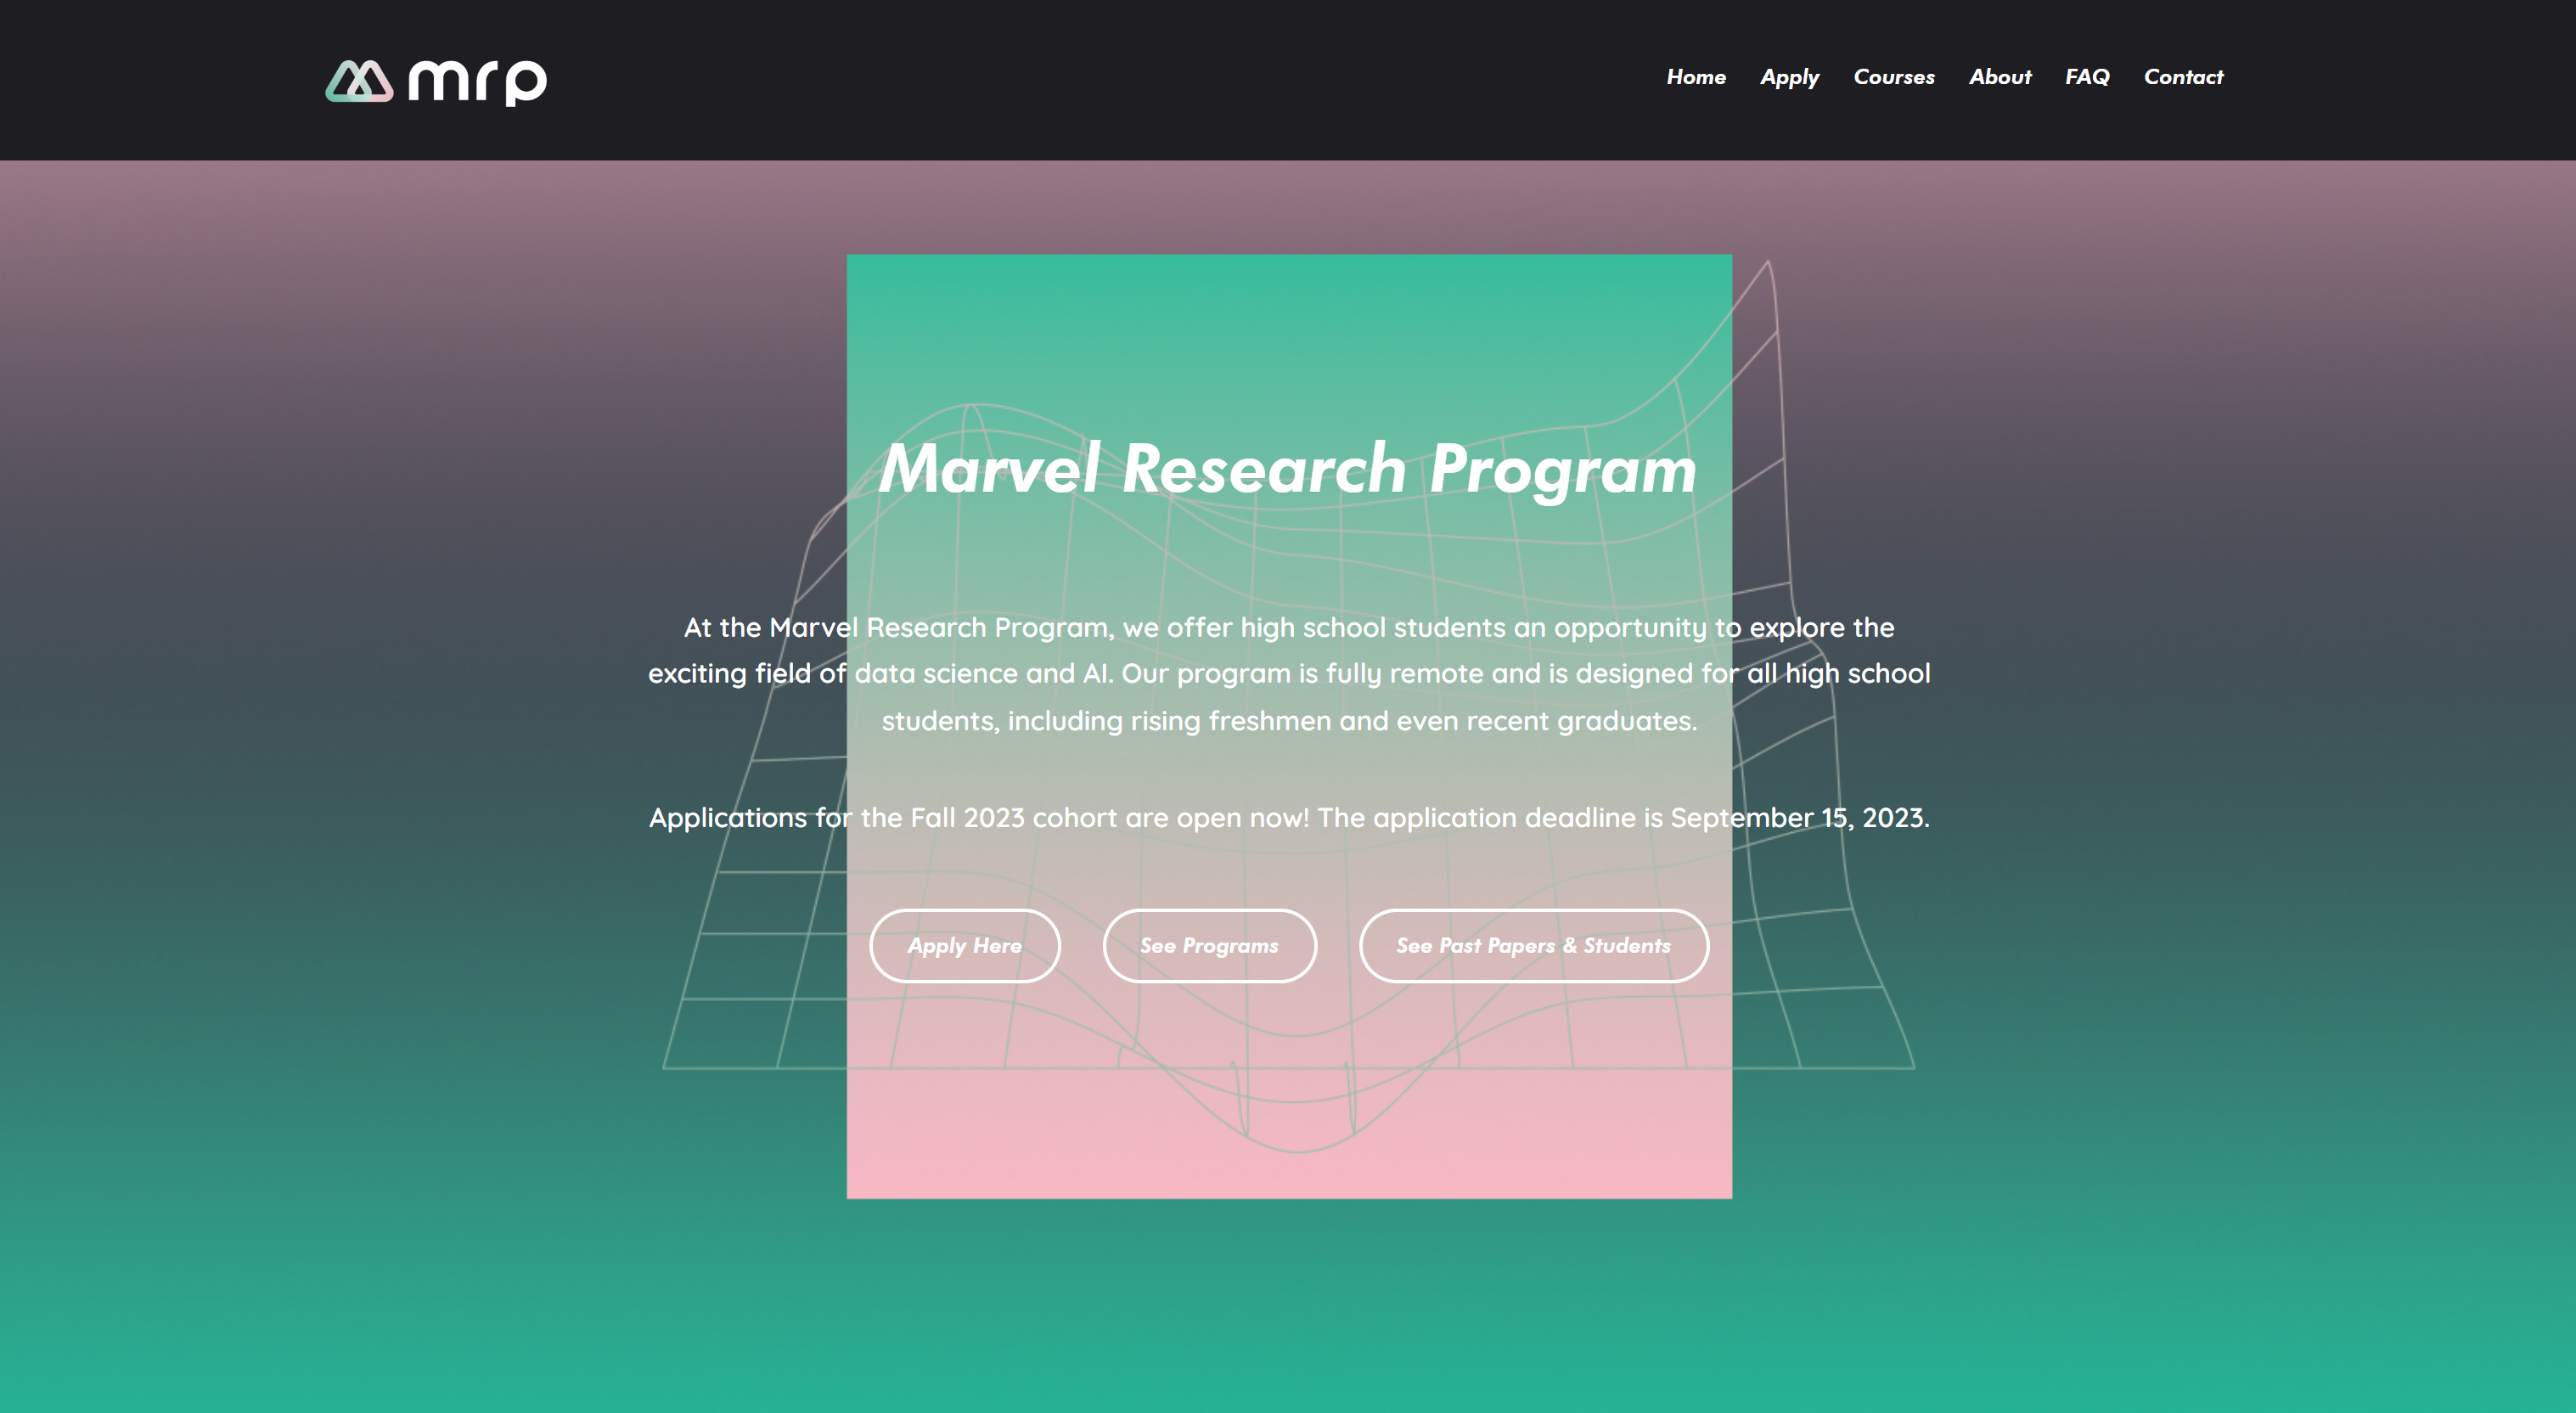 mrp
Home Apply Courses About FAQ Contact
Marvel Research Program
At the Marvel Research Program, we offer high school students an opportunity to explore the
exciting field of data science and AI. Our program is fully remote and is designed for all high school
students, including rising freshmen and even recent graduates.
Applications for the Fall 2023 cohort are open now! The application deadline is September 15, 2023.
Apply Here See Programs See Past Papers & Students